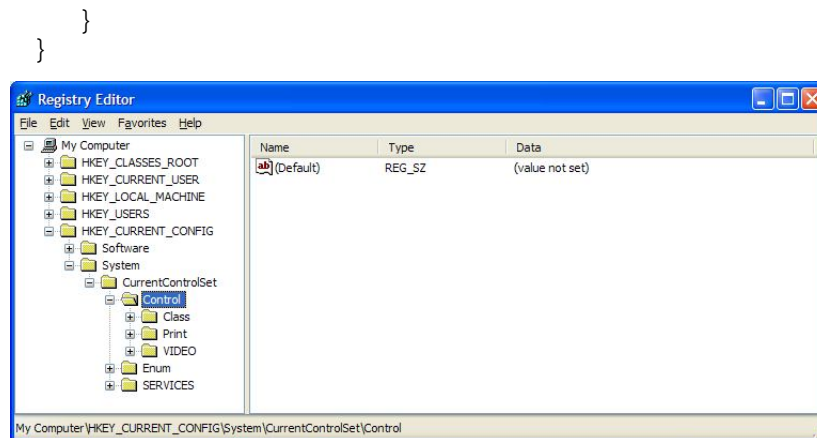 }
}
Registry Editor
File Edit View Favorites Help
My Computer
HKEY_CLASSES_ROOT
HKEY_CURRENT_USER
HKEY_LOCAL_MACHINE
HKEY_USERS
HKEY_CURRENT_CONFIG
Software
System
CurrentControlSet
Control
Class
Print
VIDEO
Enum
SERVICES
Name Type Data
ab (Default) REG_SZ (value not set)
My Computer\HKEY_CURRENT_CONFIG\System\CurrentControlSet\Control